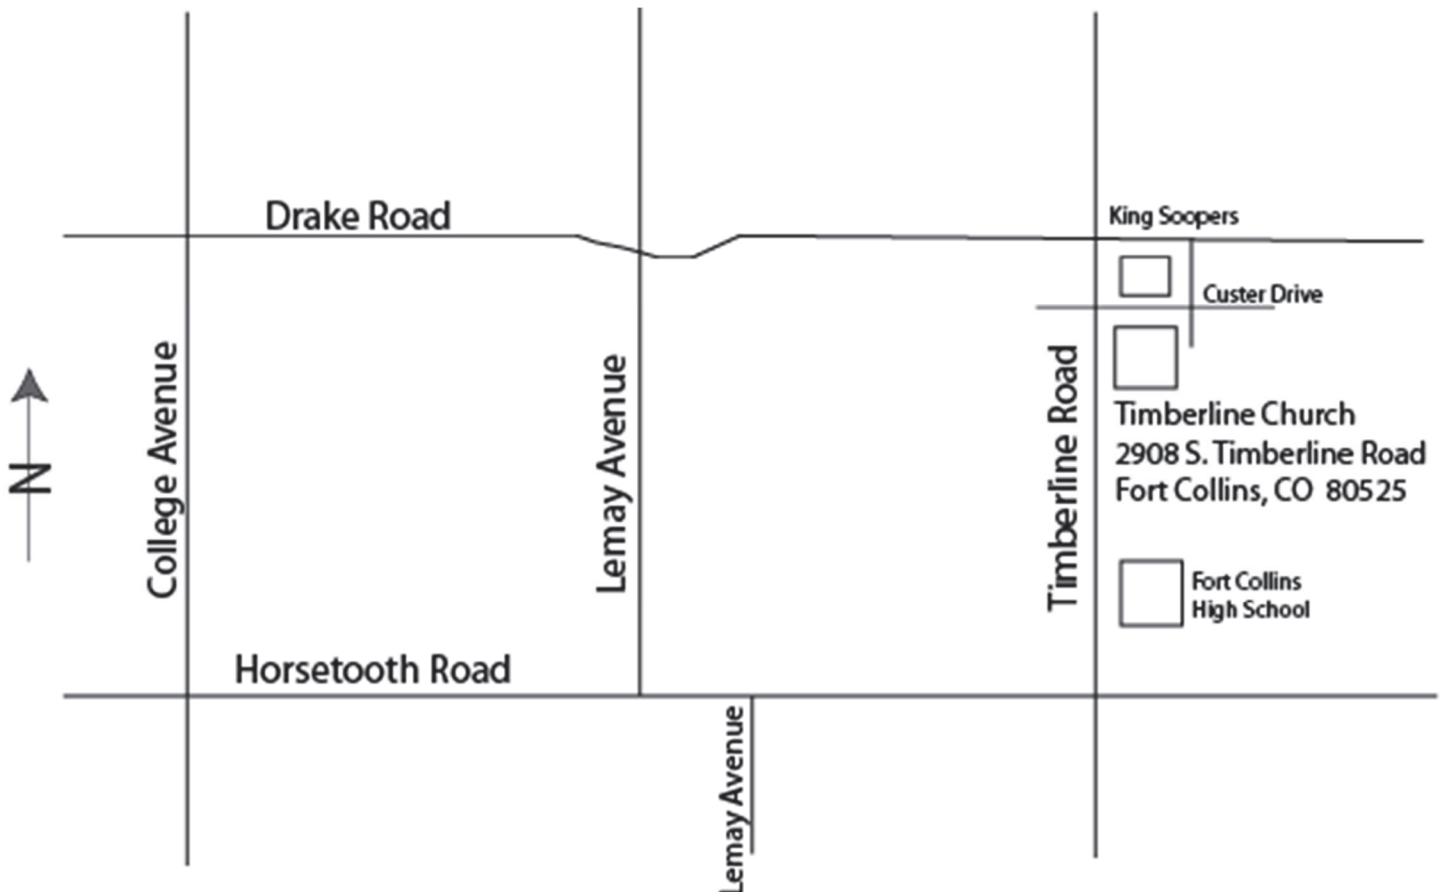 Drake Road
King Soopers
Custer Drive
College Avenue
Lemay Avenue
Timberline Road
Timberline Church
2908 S. Timberline Road
Fort Collins, CO 80525
N
Fort Collins
High School
Horsetooth Road
Lemay Avenue